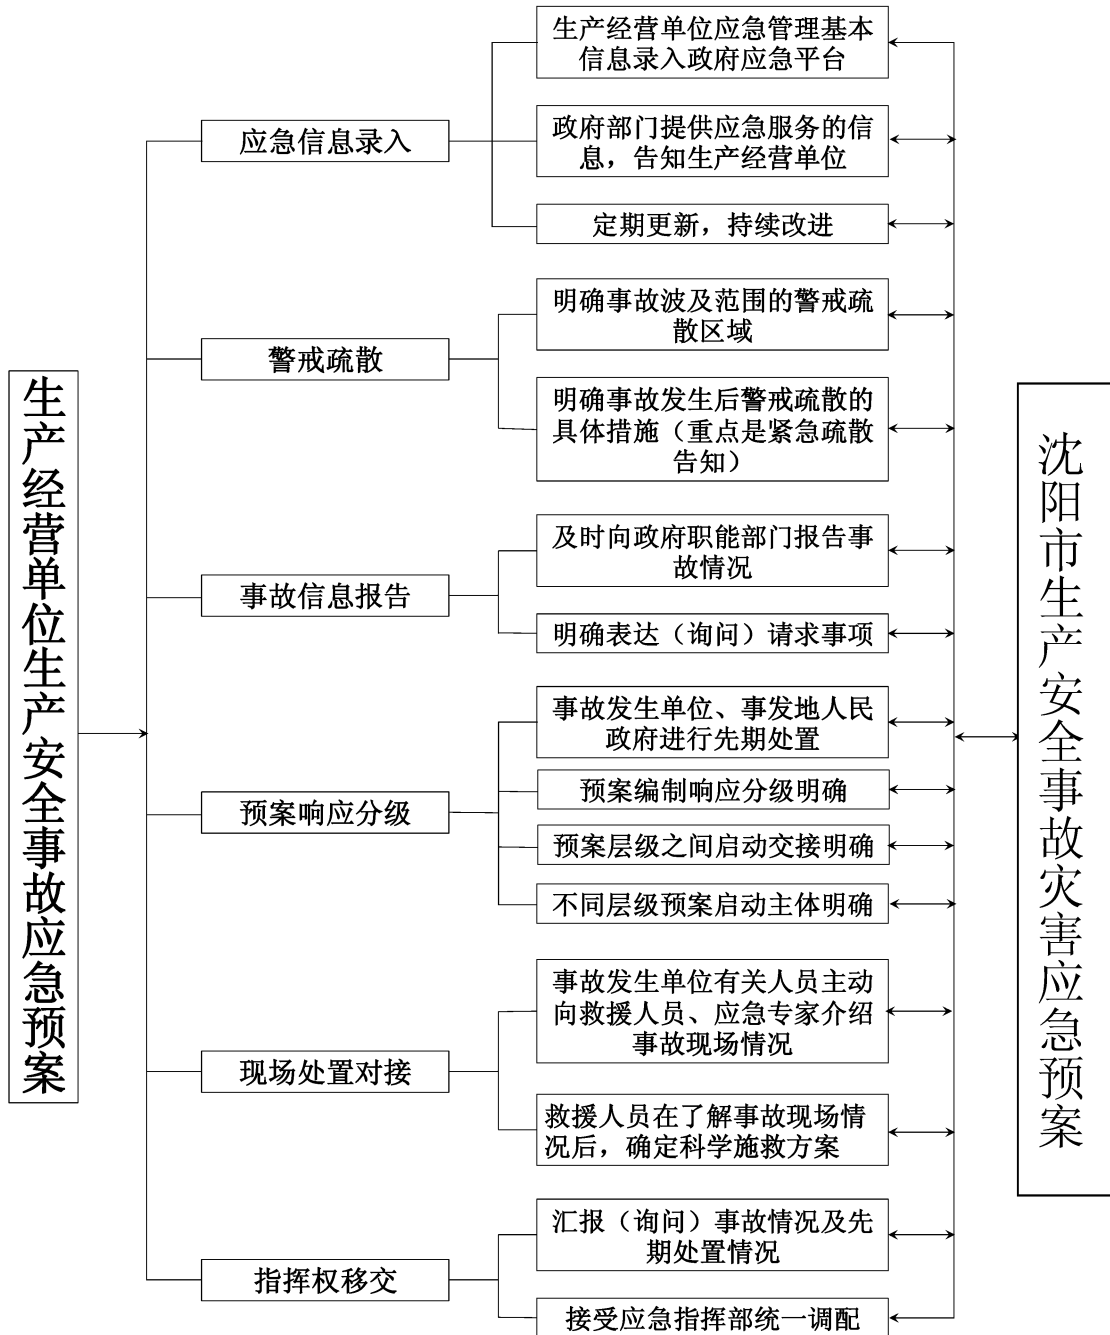 生产经营单位生产安全事故应急预案
应急信息录入
生产经营单位应急管理基本
信息录入政府应急平台
政府部门提供应急服务的信
息，告知生产经营单位
定期更新，持续改进
警戒疏散
明确事故波及范围的警戒疏
散区域
明确事故发生后警戒疏散的
具体措施（重点是紧急疏散
告知）
事故信息报告
及时向政府职能部门报告事
故情况
明确表达（询问）请求事项
预案响应分级
事故发生单位、事发地人民
政府进行先期处置
预案编制响应分级明确
预案层级之间启动交接明确
不同层级预案启动主体明确
现场处置对接
事故发生单位有关人员主动
向救援人员、应急专家介绍
事故现场情况
救援人员在了解事故现场情
况后，确定科学施救方案
指挥权移交
汇报（询问）事故情况及先
期处置情况
接受应急指挥部统一调配
沈阳市生产安全事故灾害应急预案